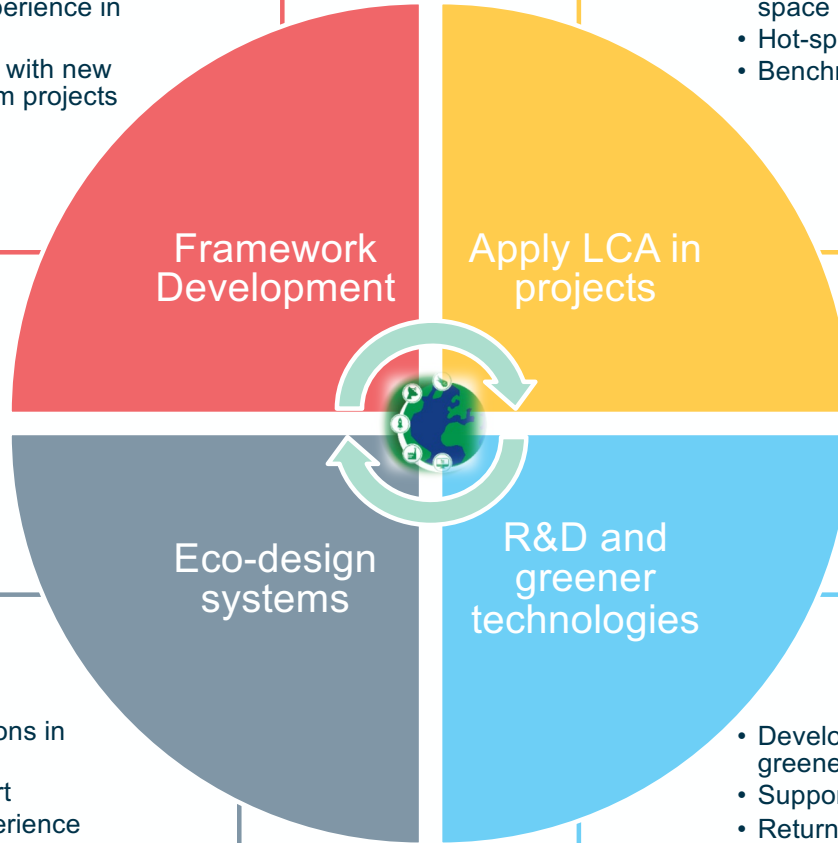 erience in
with new
m projects
space
• Hot-sp
• Benchm
Framework
Development
Apply LCA in
projects
Eco-design
systems
R&D and
greener
technologies
ons in
rt
erience
• Develo
greene
• Suppor
• Return